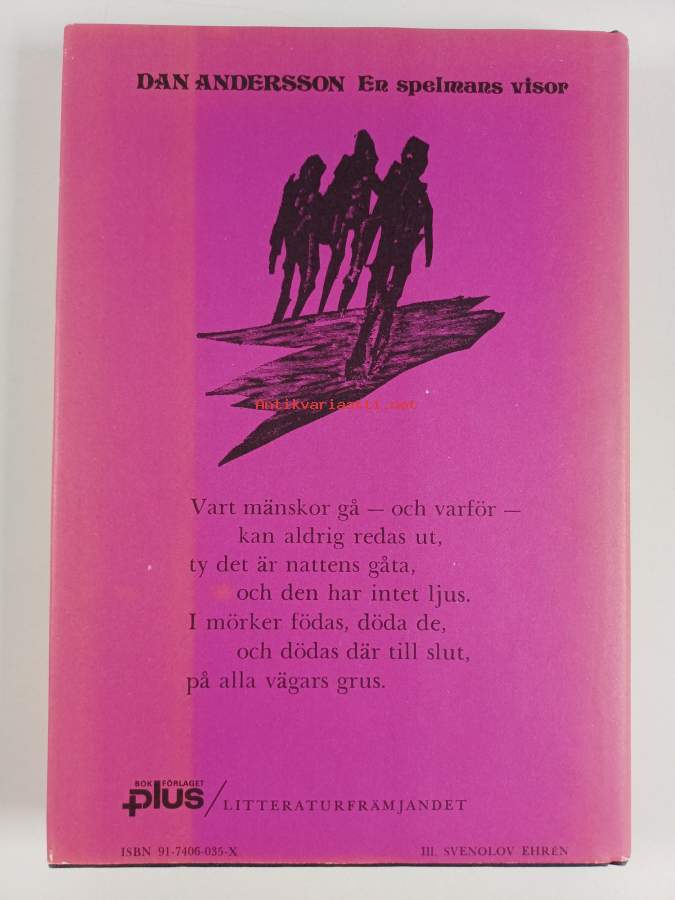 DAN ANDERSSON En spelmans visor
Antikvariaatti.net
Vart mänskor gå – och varför –
kan aldrig redas ut,
ty det är nattens gåta,
och den har intet ljus.
I mörker födas, döda de,
och dödas där till slut,
på alla vägars grus.
BOKFÖRLAGET
plus / LITTERATURFRÄMJANDET
ISBN 91-7406-035-X Ill. SVENOLOV EHRÉN